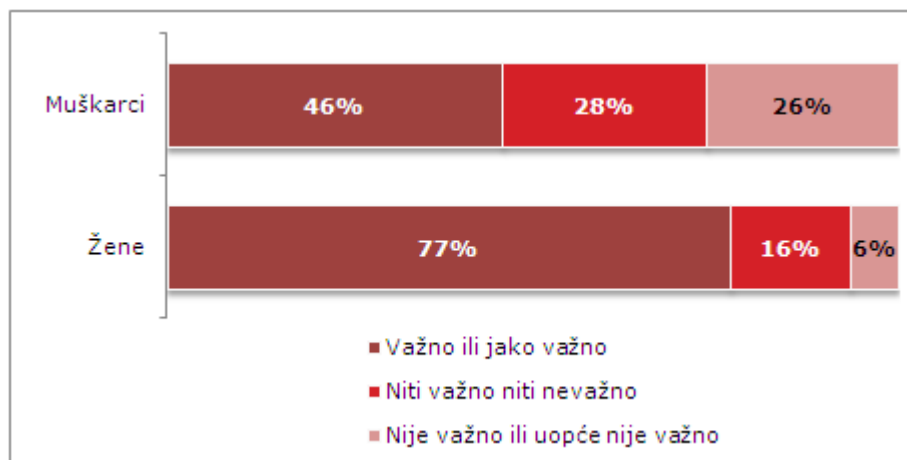 Muškarci
46% 28% 26%
Žene
77% 16% 6%
Važno ili jako važno
Niti važno niti nevažno
Nije važno ili uopće nije važno